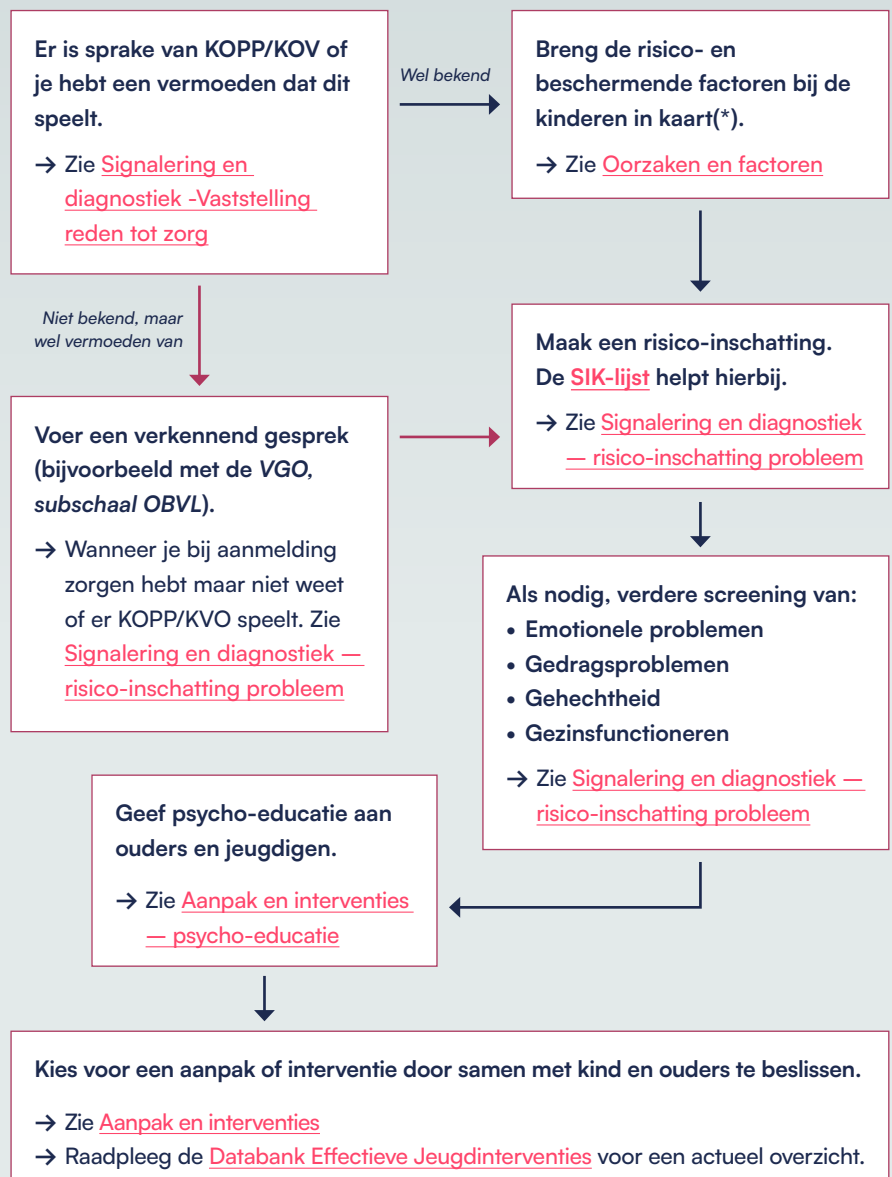 Er is sprake van KOPP/KOV of
je hebt een vermoeden dat dit
speelt.
→ Zie Signalering en
diagnostiek -Vaststelling
reden tot zorg
Wel bekend
Breng de risico- en
beschermende factoren bij de
kinderen in kaart(*).
→ Zie Oorzaken en factoren
Niet bekend, maar
wel vermoeden van
Voer een verkennend gesprek
(bijvoorbeeld met de VGO,
subschaal OBVL).
→ Wanneer je bij aanmelding
zorgen hebt maar niet weet
of er KOPP/KVO speelt. Zie
Signalering en diagnostiek —
risico-inschatting probleem
Maak een risico-inschatting.
De SIK-lijst helpt hierbij.
→ Zie Signalering en diagnostiek
— risico-inschatting probleem
Als nodig, verdere screening van:
• Emotionele problemen
• Gedragsproblemen
• Gehechtheid
• Gezinsfunctioneren
→ Zie Signalering en diagnostiek —
risico-inschatting probleem
Geef psycho-educatie aan
ouders en jeugdigen.
→ Zie Aanpak en interventies
— psycho-educatie
Kies voor een aanpak of interventie door samen met kind en ouders te beslissen.
→ Zie Aanpak en interventies
→ Raadpleeg de Databank Effectieve Jeugdinterventies voor een actueel overzicht.